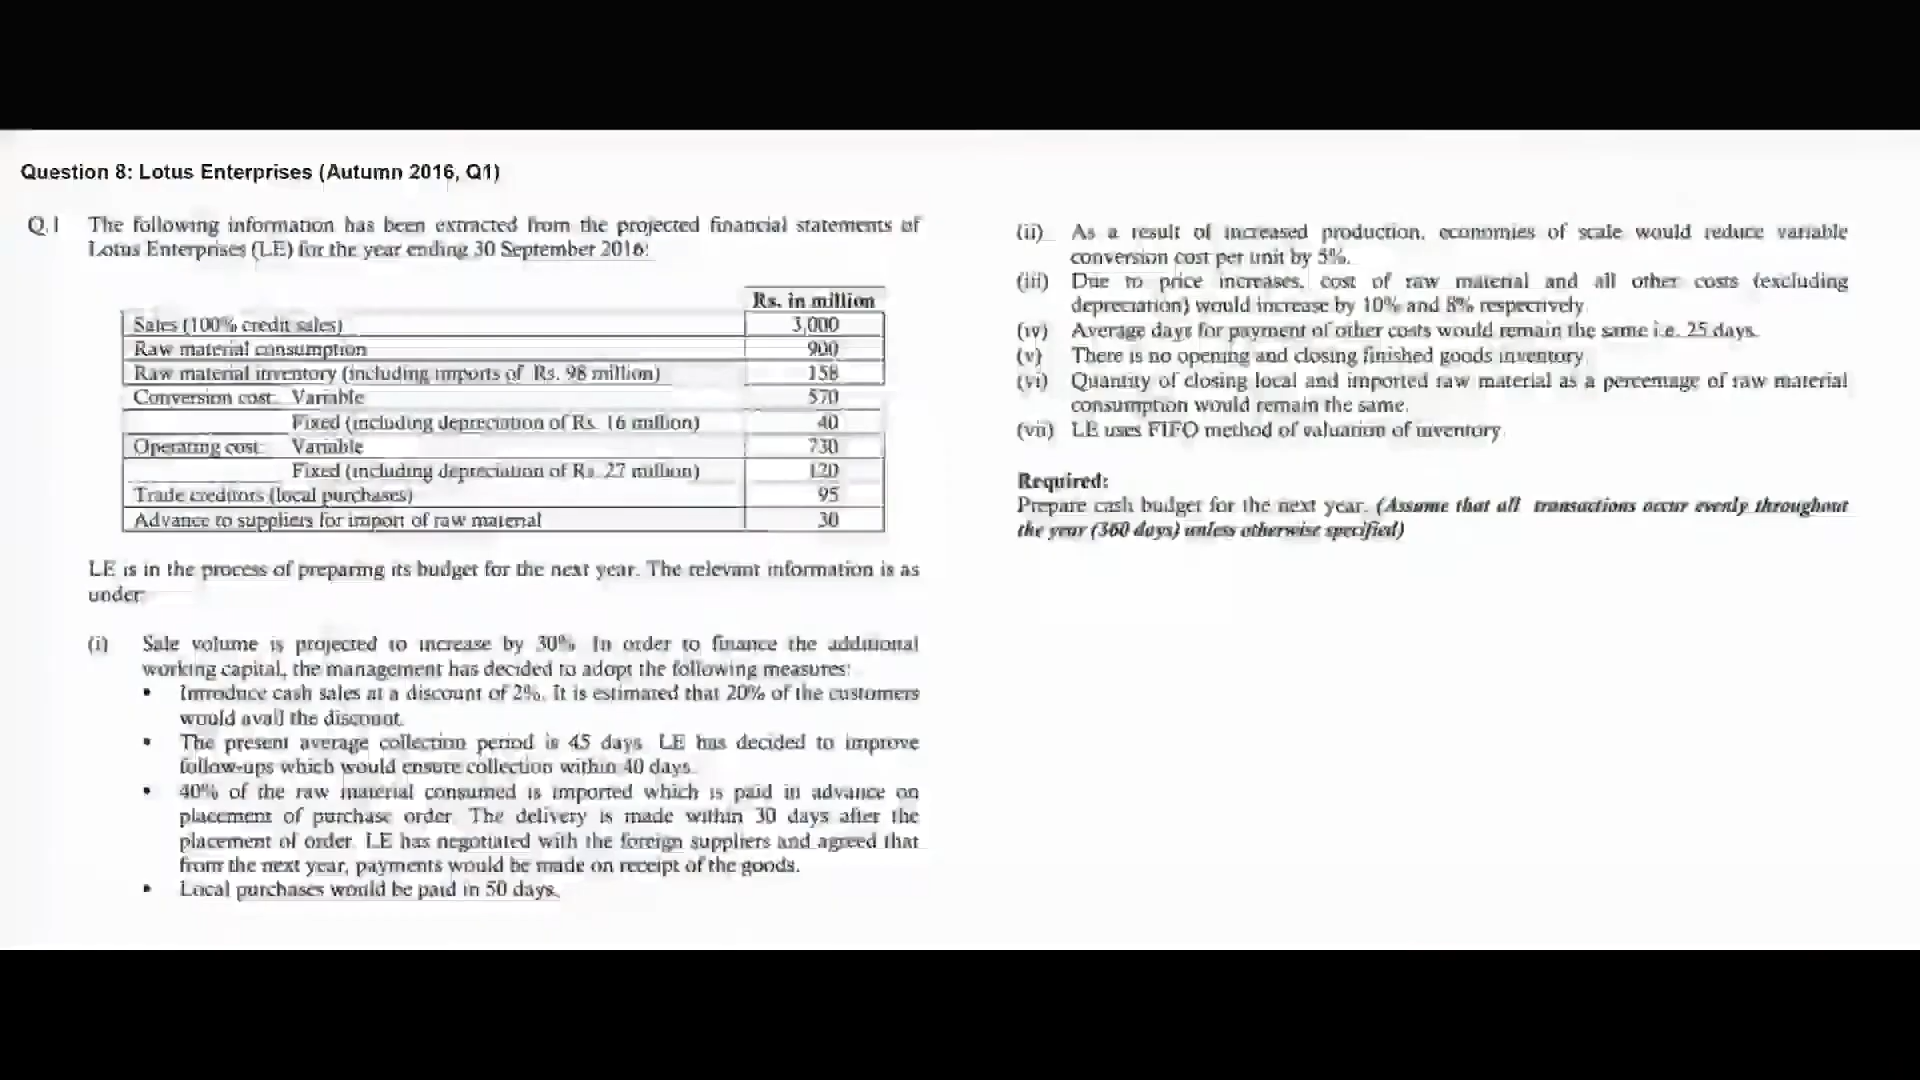 Question 8: Lotus Enterprises (Autumn 2016, Q1)
Q.1 The following information has been extracted from the projected financial statements of
Lotus Enterprises (LE) for the year ending 30 September 2016:
Rs. in million
Sales (100% credit sales) 3,000
Raw material consumption 900
Raw material inventory (including imports of Rs. 98 million) 158
Conversion cost: Variable 570
Fixed (including depreciation of Rs. 16 million) 40
Operating cost: Variable 730
Fixed (including depreciation of Rs. 27 million) 120
Trade creditors (local purchases) 95
Advance to suppliers for import of raw material 30
LE is in the process of preparing its budget for the next year. The relevant information is as
under:
(i) Sale volume is projected to increase by 30%. In order to finance the additional
working capital, the management has decided to adopt the following measures:
• Introduce cash sales at a discount of 2%. It is estimated that 20% of the customers
would avail the discount.
• The present average collection period is 45 days. LE has decided to improve
follow-ups which would ensure collection within 40 days.
• 40% of the raw material consumed is imported which is paid in advance on
placement of purchase order. The delivery is made within 30 days after the
placement of order. LE has negotiated with the foreign suppliers and agreed that
from the next year, payments would be made on receipt of the goods.
• Local purchases would be paid in 50 days.
(ii) As a result of increased production, economies of scale would reduce variable
conversion cost per unit by 5%.
(iii) Due to price increases, cost of raw material and all other costs (excluding
depreciation) would increase by 10% and 8% respectively.
(iv) Average days for payment of other costs would remain the same i.e. 25 days.
(v) There is no opening and closing finished goods inventory.
(vi) Quantity of closing local and imported raw material as a percentage of raw material
consumption would remain the same.
(vii) LE uses FIFO method of valuation of inventory.
Required:
Prepare cash budget for the next year. (Assume that all transactions occur evenly throughout
the year (360 days) unless otherwise specified)